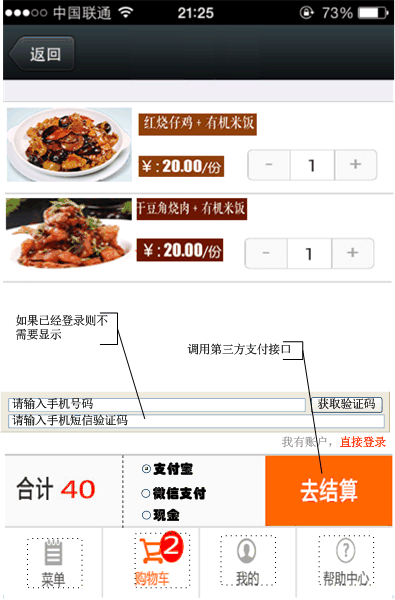 中国联通 21:25 73%
返回
红烧仔鸡+有机米饭
￥:20.00/份
- 1 +
干豆角烧肉+有机米饭
￥:20.00/份
- 1 +
如果已经登录则不
需要显示
调用第三方支付接口
请输入手机号码 获取验证码
请输入手机短信验证码
我有账户，直接登录
合计 40
支付宝
微信支付
现金
去结算
2
菜单 购物车 我的 帮助中心